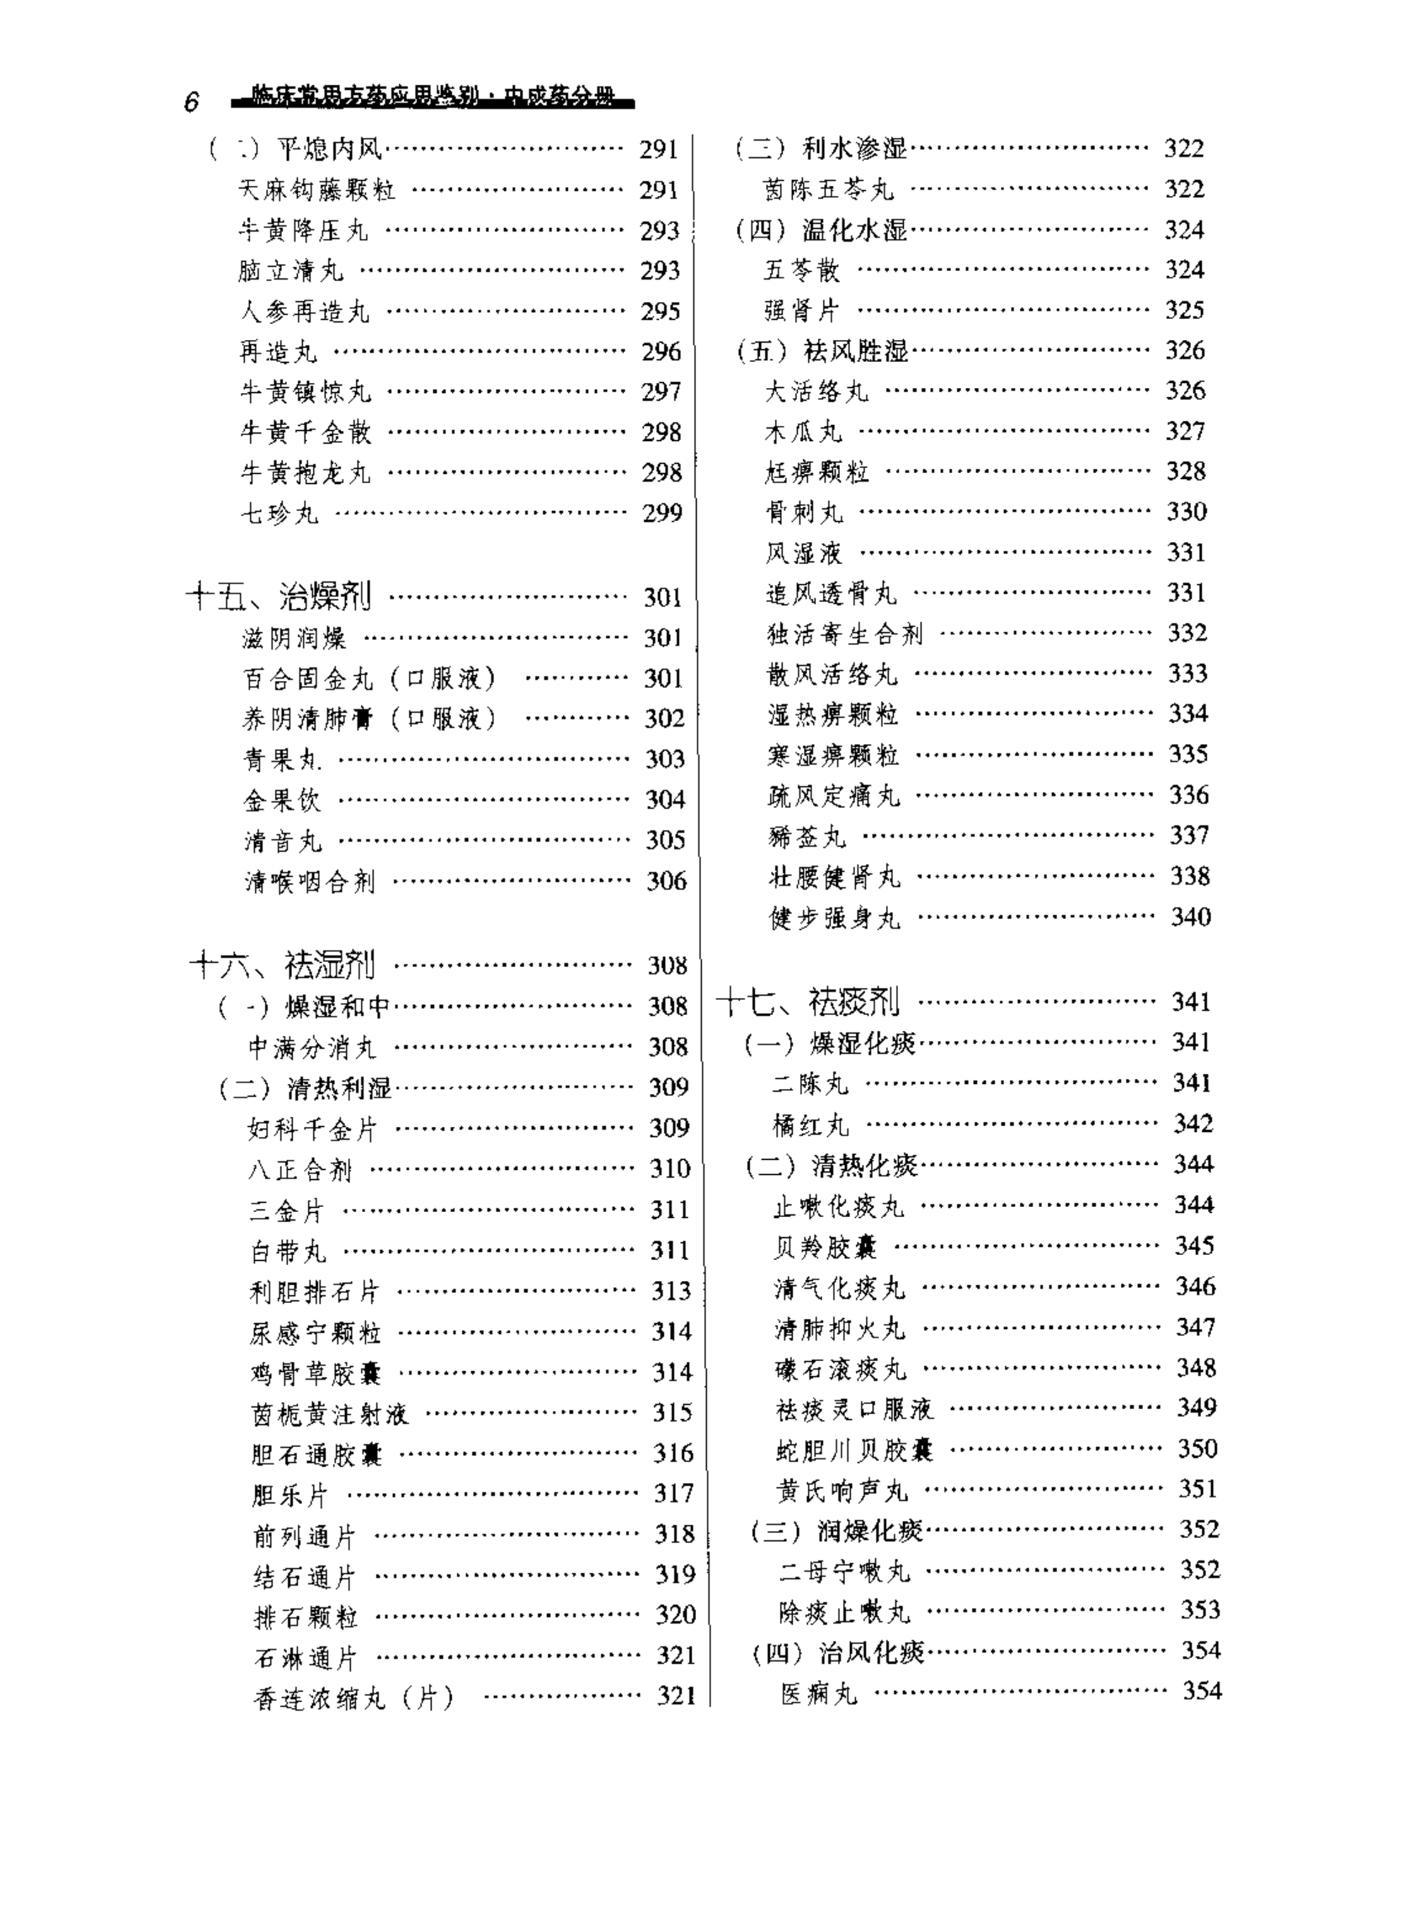 6 临床常用方药应用鉴别·中成药分册
(二) 平熄内风 291
天麻钩藤颗粒 291
牛黄降压丸 293
脑立清丸 293
人参再造丸 295
再造丸 296
牛黄镇惊丸 297
牛黄千金散 298
牛黄抱龙丸 298
七珍丸 299
十五、治燥剂 301
滋阴润燥 301
百合固金丸（口服液） 301
养阴清肺膏（口服液） 302
青果丸 303
金果饮 304
清音丸 305
清喉咽合剂 306
十六、祛湿剂 308
(一) 燥湿和中 308
中满分消丸 308
(二) 清热利湿 309
妇科千金片 309
八正合剂 310
三金片 311
白带丸 311
利胆排石片 313
尿感宁颗粒 314
鸡骨草胶囊 314
茵栀黄注射液 315
胆石通胶囊 316
胆乐片 317
前列通片 318
结石通片 319
排石颗粒 320
石淋通片 321
香连浓缩丸（片） 321
(三) 利水渗湿 322
茵陈五苓丸 322
(四) 温化水湿 324
五苓散 324
强肾片 325
(五) 祛风胜湿 326
大活络丸 326
木瓜丸 327
尪痹颗粒 328
骨刺丸 330
风湿液 331
追风透骨丸 331
独活寄生合剂 332
散风活络丸 333
湿热痹颗粒 334
寒湿痹颗粒 335
疏风定痛丸 336
豨莶丸 337
壮腰健肾丸 338
健步强身丸 340
十七、祛痰剂 341
(一) 燥湿化痰 341
二陈丸 341
橘红丸 342
(二) 清热化痰 344
止嗽化痰丸 344
贝羚胶囊 345
清气化痰丸 346
清肺抑火丸 347
礞石滚痰丸 348
祛痰灵口服液 349
蛇胆川贝胶囊 350
黄氏响声丸 351
(三) 润燥化痰 352
二母宁嗽丸 352
除痰止嗽丸 353
(四) 治风化痰 354
医痫丸 354